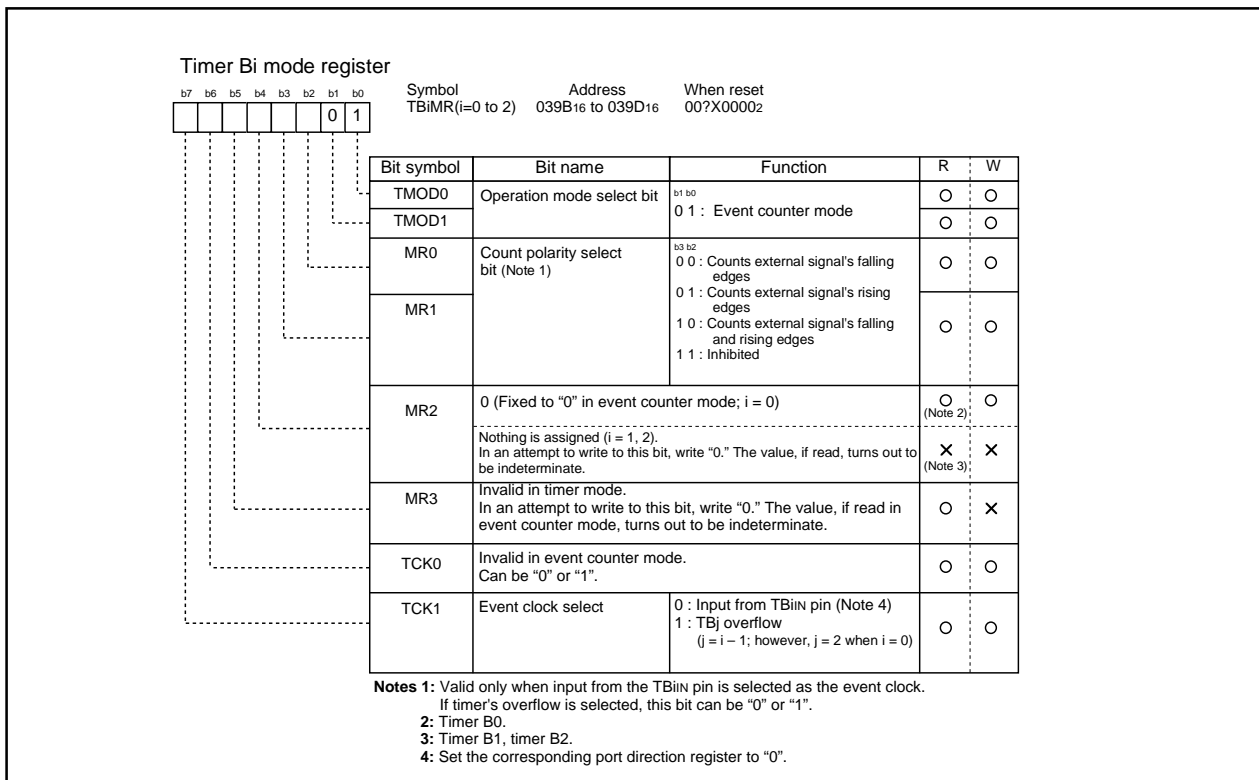 Timer Bi mode register
b7 b6 b5 b4 b3 b2 b1 b0
0 1
Symbol Address When reset
TBiMR(i=0 to 2) 039B16 to 039D16 00?X00002
Bit symbol Bit name Function R W
TMOD0 Operation mode select bit b1 b0
0 1 : Event counter mode
TMOD1
MR0 Count polarity select
bit (Note 1)
b3 b2
0 0 : Counts external signal's falling
edges
0 1 : Counts external signal's rising
edges
MR1
1 0 : Counts external signal's falling
and rising edges
1 1 : Inhibited
MR2 0 (Fixed to “0” in event counter mode; i = 0)
(Note 2)
Nothing is assigned (i = 1, 2).
In an attempt to write to this bit, write “0.” The value, if read, turns out to
be indeterminate.
(Note 3)
MR3 Invalid in timer mode.
In an attempt to write to this bit, write “0.” The value, if read in
event counter mode, turns out to be indeterminate.
TCK0 Invalid in event counter mode.
Can be “0” or “1”.
TCK1 Event clock select 0 : Input from TBiIN pin (Note 4)
1 : TBj overflow
(j = i – 1; however, j = 2 when i = 0)
Notes 1: Valid only when input from the TBiIN pin is selected as the event clock.
If timer's overflow is selected, this bit can be “0” or “1”.
2: Timer B0.
3: Timer B1, timer B2.
4: Set the corresponding port direction register to “0”.